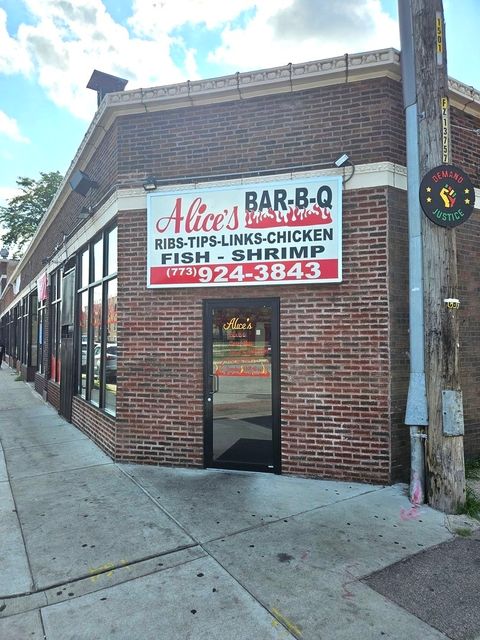 Alice's BAR-B-Q
RIBS-TIPS-LINKS-CHICKEN
FISH - SHRIMP
(773) 924-3843
Alice's
DEMAND
JUSTICE